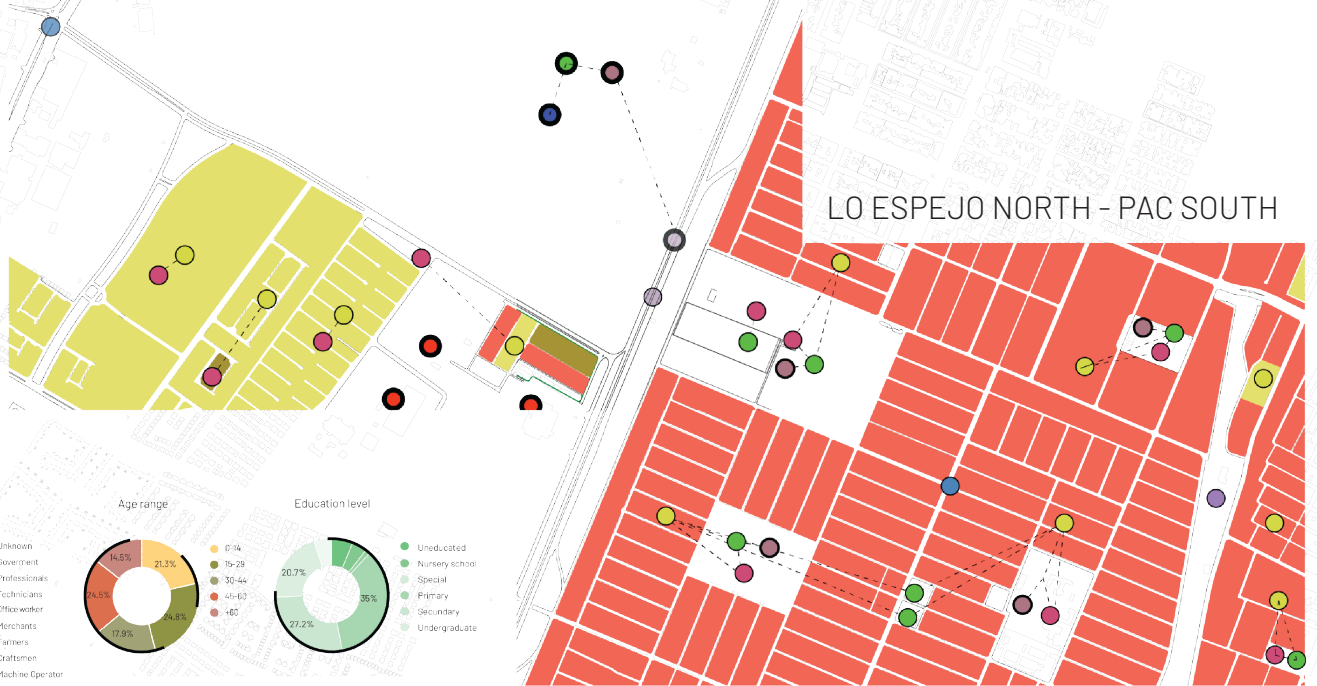 LO ESPEJO NORTH - PAC SOUTH
Age range
Education level
Unknown
Goverment
Professionals
Technicians
Office worker
Merchants
Farmers
Craftsmen
Machine Operator
14.5%
21.3%
24.5%
24.8%
17.9%
0-14
15-29
30-44
45-60
+60
20.7%
35%
27.2%
Uneducated
Nursery school
Special
Primary
Secundary
Undergraduate